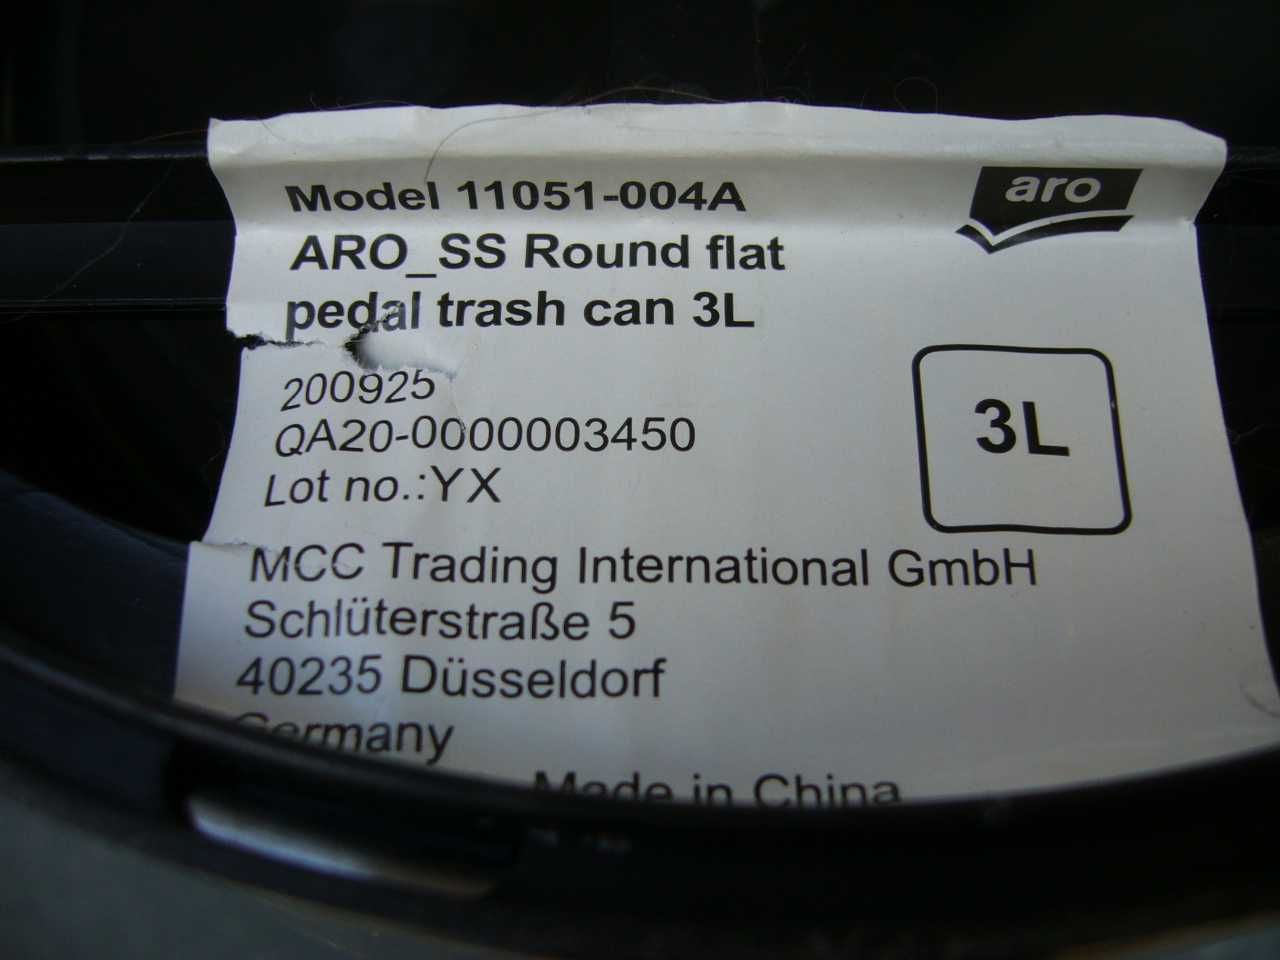 Model 11051-004A
aro
ARO_SS Round flat
pedal trash can 3L
200925
QA20-0000003450
Lot no.:YX
3L
MCC Trading International GmbH
Schlüterstraße 5
40235 Düsseldorf
Germany
Made in China